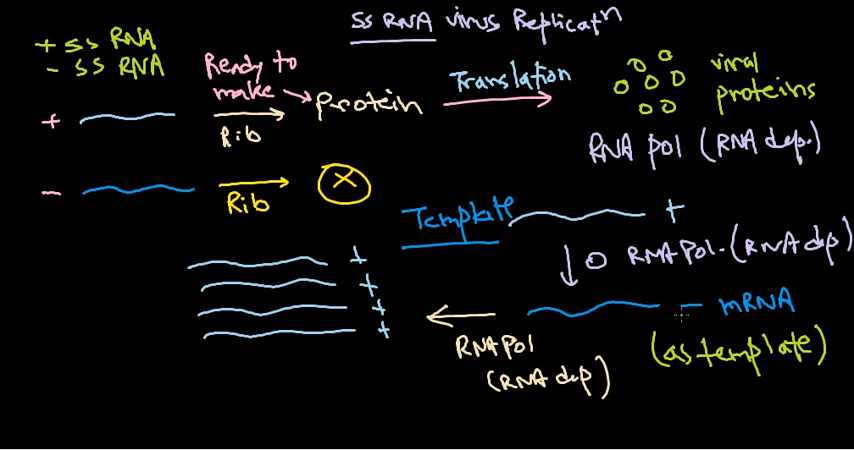 SS RNA virus Replicatn
+ SS RNA
- SS RNA
Ready to
make → Protein
Translation
viral
proteins
+
Rib
RNA pol (RNA dep.)
-
Rib
X
Template
+
RNA Pol. (RNA dep)
+
+
+
+
- mRNA
RNA Pol
(RNA dep)
(as template)